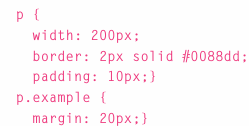 p {
  width: 200px;
  border: 2px solid #0088dd;
  padding: 10px;}
p.example {
  margin: 20px;}